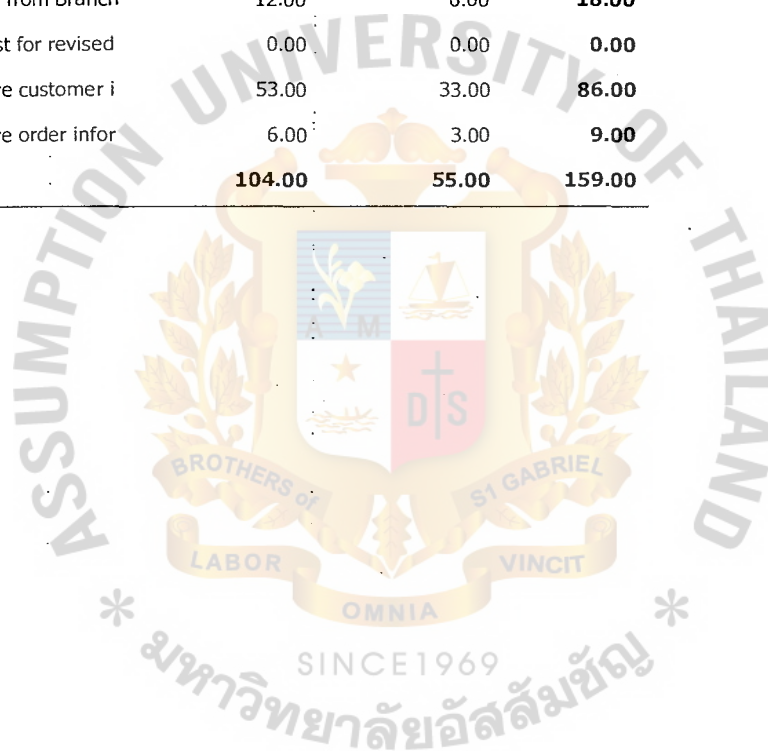 from Branch 12.00 6.00 18.00
st for revised 0.00 0.00 0.00
re customer i 53.00 33.00 86.00
re order infor 6.00 3.00 9.00
104.00 55.00 159.00
ASSUMPTION UNIVERSITY OF THAILAND
A M
D S
BROTHERS of ST GABRIEL
LABOR VINCIT
OMNIA
SINCE1969
มหาวิทยาลัยอัสสัมชัญ